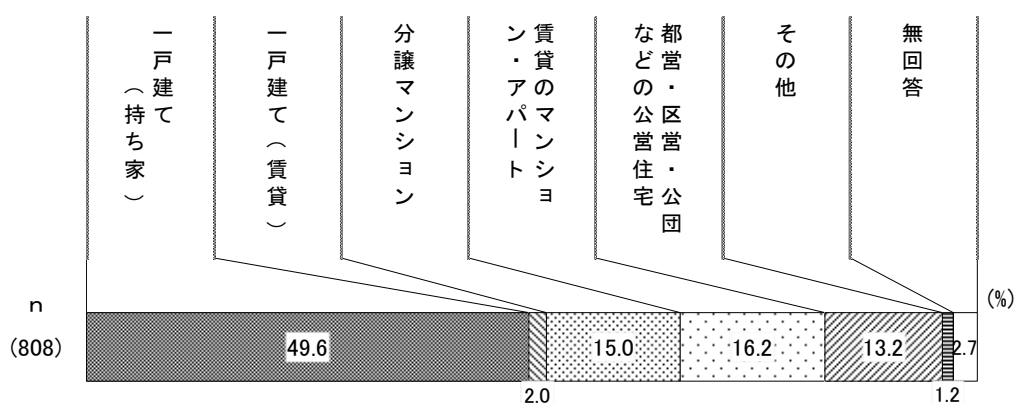 一戸建て
（持ち家）
一戸建て（賃貸）
分譲マンション
賃貸のマンショ
ン・アパート
都営・区営・公団
などの公営住宅
その他
無回答
n
(%)
(808)
49.6
15.0
16.2
13.2
2.7
2.0
1.2